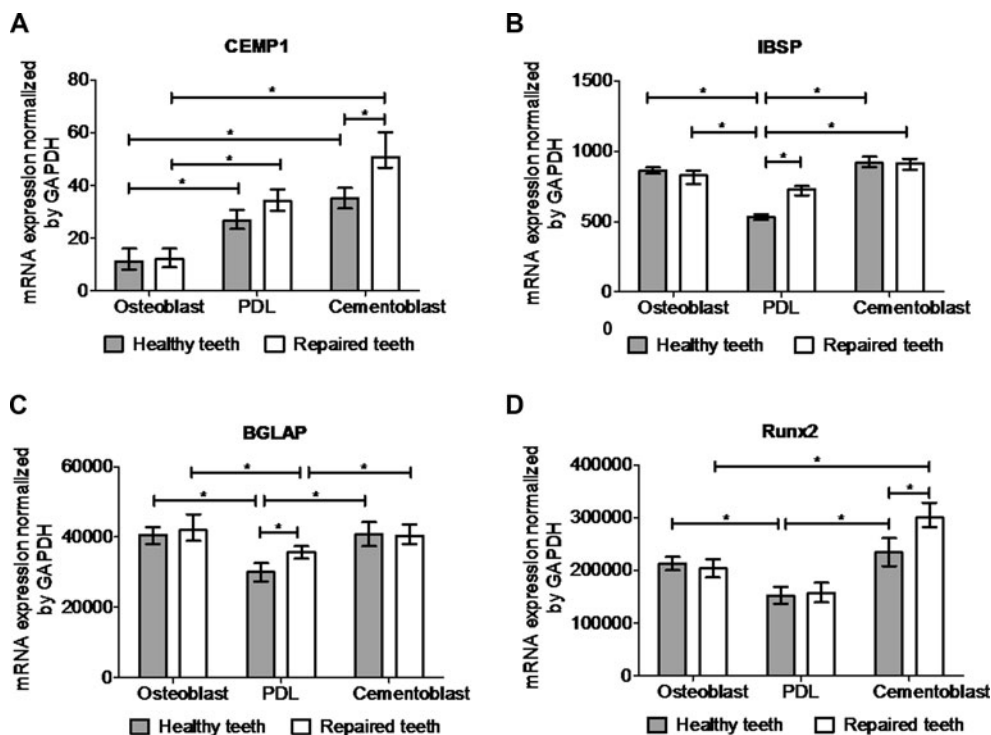 A
CEMP1
mRNA expression normalized
by GAPDH
80
60
40
20
0
* * * * *
Osteoblast PDL Cementoblast
Healthy teeth Repaired teeth
B
IBSP
mRNA expression normalized
by GAPDH
1500
1000
500
0
* * * * *
Osteoblast PDL Cementoblast
0
Healthy teeth Repaired teeth
C
BGLAP
mRNA expression normalized
by GAPDH
60000
40000
20000
0
* * * * *
Osteoblast PDL Cementoblast
Healthy teeth Repaired teeth
D
Runx2
mRNA expression normalized
by GAPDH
400000
300000
200000
100000
0
* * * *
Osteoblast PDL Cementoblast
Healthy teeth Repaired teeth